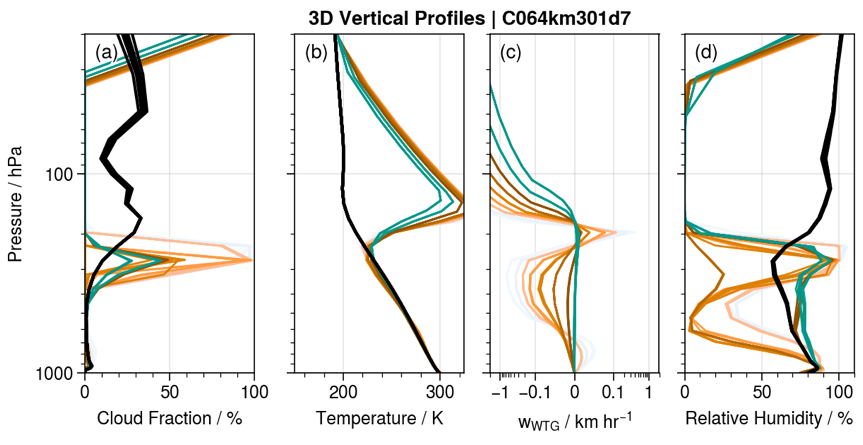 3D Vertical Profiles | C064km301d7
(a)
(b)
(c)
(d)
Pressure / hPa
100
1000
0 50 100
200 300
−1 −0.1 0 0.1 1
0 50 100
Cloud Fraction / %
Temperature / K
wWTG / km hr−1
Relative Humidity / %